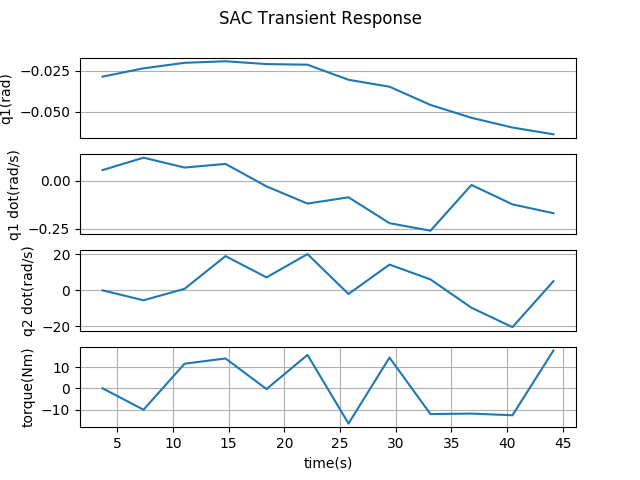 SAC Transient Response
−0.025
−0.050
q1(rad)
0.00
−0.25
q1 dot(rad/s)
20
0
−20
q2 dot(rad/s)
10
0
−10
torque(Nm)
5 10 15 20 25 30 35 40 45
time(s)